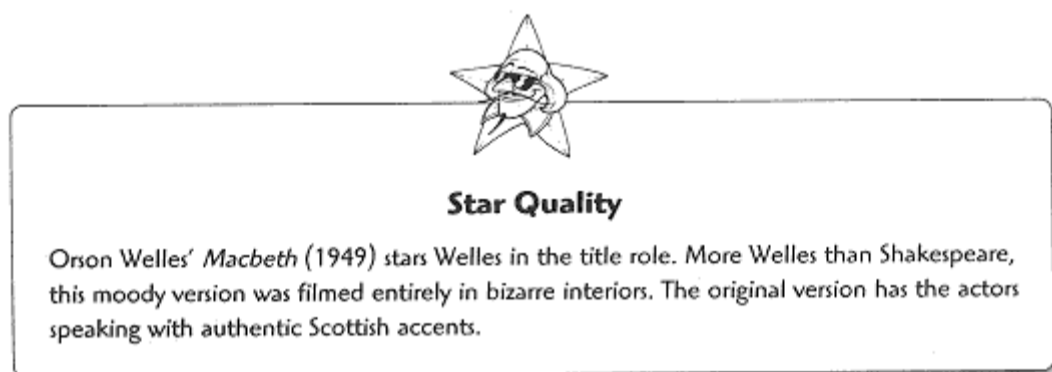 Star Quality
Orson Welles' Macbeth (1949) stars Welles in the title role. More Welles than Shakespeare,
this moody version was filmed entirely in bizarre interiors. The original version has the actors
speaking with authentic Scottish accents.